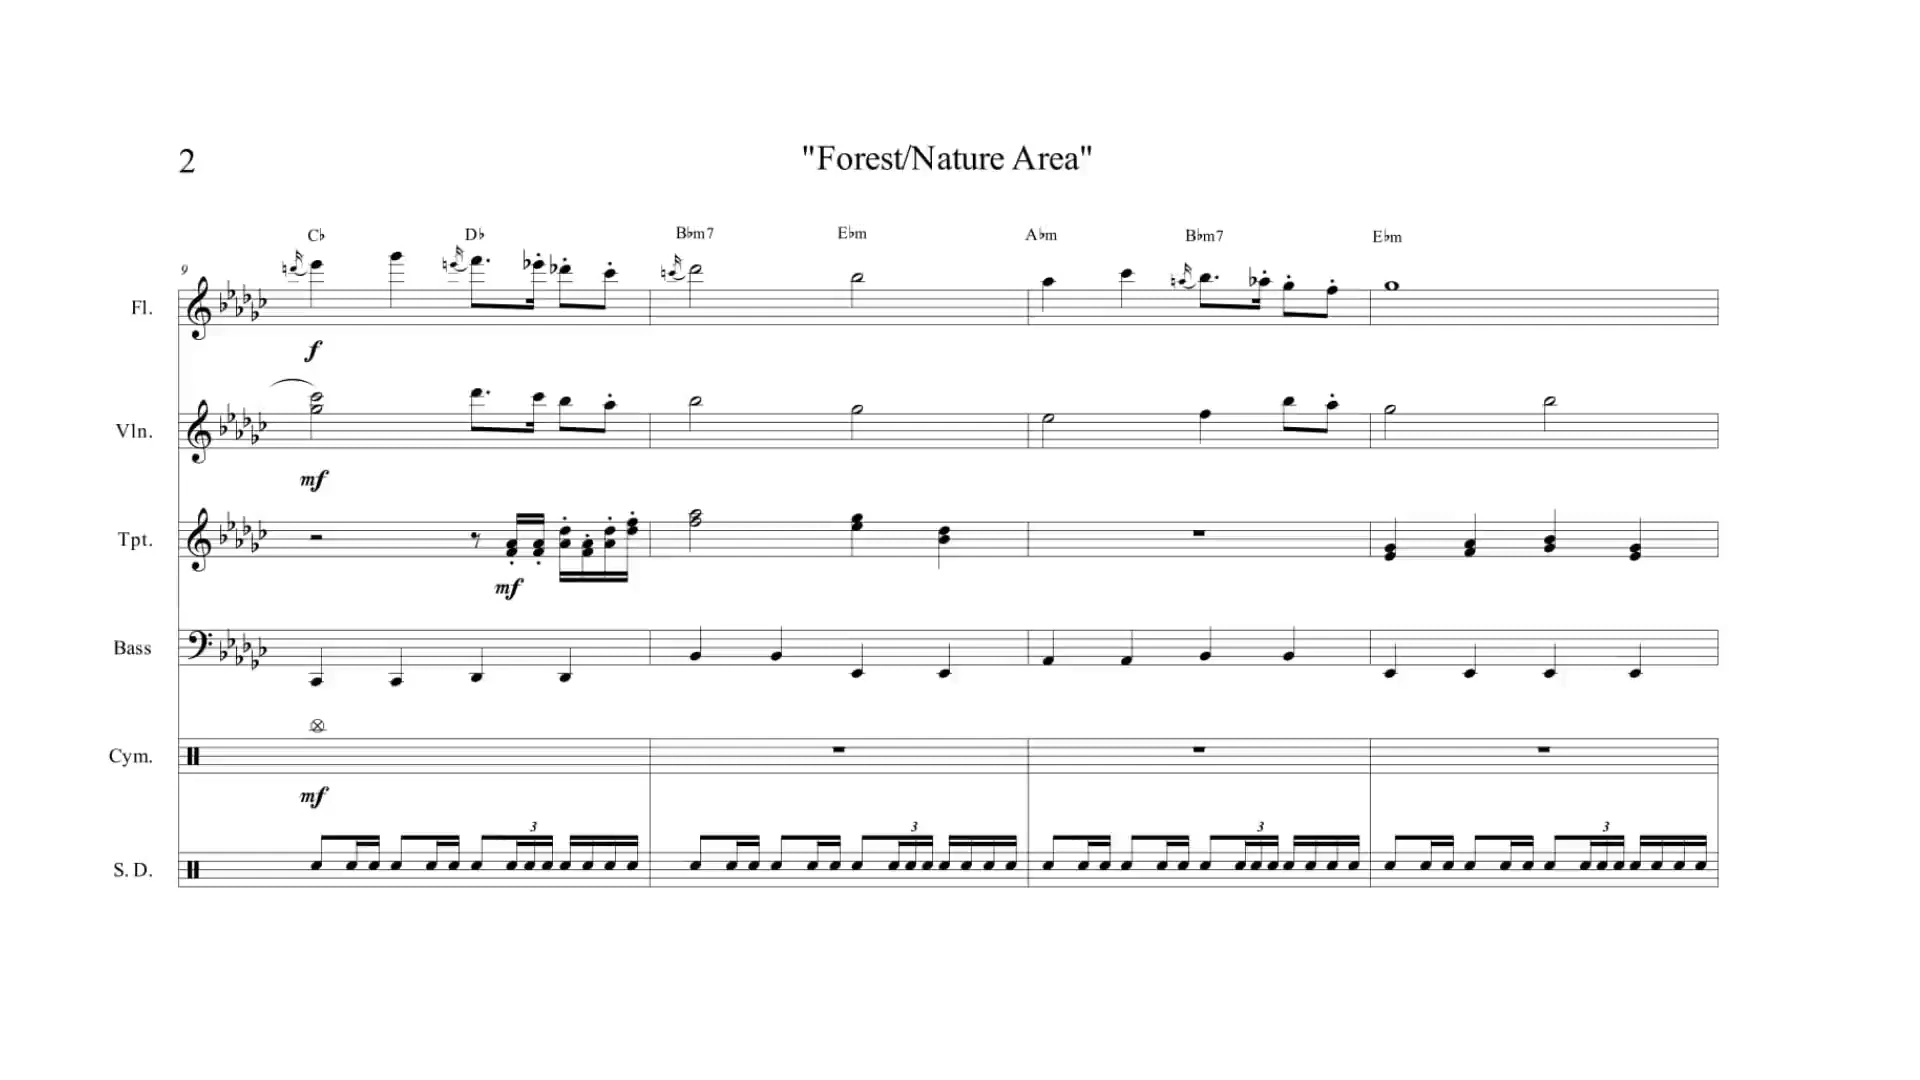 2
"Forest/Nature Area"
C♭ D♭ B♭m7 E♭m A♭m B♭m7 E♭m
9
Fl.
f
Vln.
mf
Tpt.
mf
Bass
Cym.
mf
3 3 3 3
S. D.